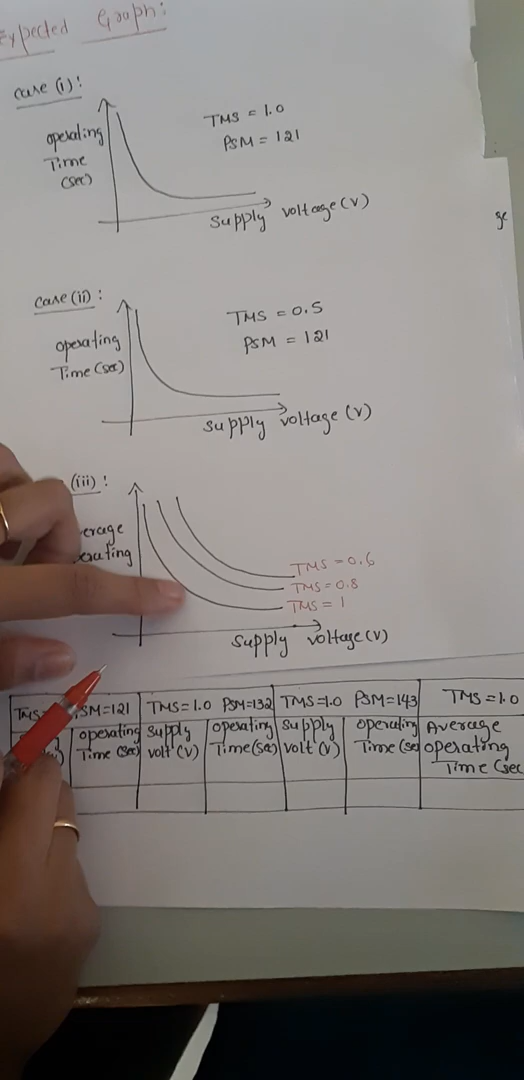 Expected Graph:
case (i):
TMS = 1.0
PSM = 121
operating
Time
(sec)
supply voltage (v)
case (ii):
TMS = 0.5
PSM = 121
operating
Time (sec)
supply voltage (v)
(iii):
TMS = 0.6
TMS = 0.8
TMS = 1
supply voltage (v)
PSM=121 TMS=1.0 PSM=132 TMS=1.0 PSM=143 TMS=1.0
operating supply operating supply operating Average
Time (sec) volt (v) Time (sec) volt (v) Time (sec operating
Time (sec